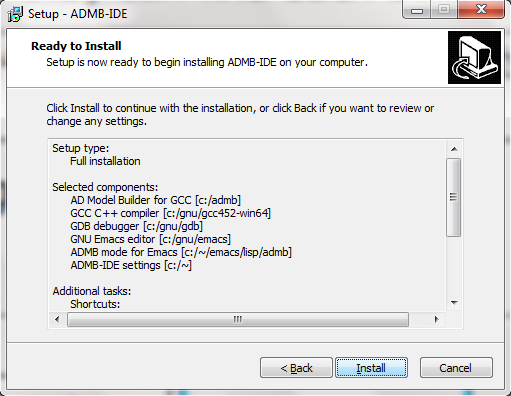 Setup - ADMB-IDE
Ready to Install
Setup is now ready to begin installing ADMB-IDE on your computer.
Click Install to continue with the installation, or click Back if you want to review or
change any settings.
Setup type:
Full installation
Selected components:
AD Model Builder for GCC [c:/admb]
GCC C++ compiler [c:/gnu/gcc452-win64]
GDB debugger [c:/gnu/gdb]
GNU Emacs editor [c:/gnu/emacs]
ADMB mode for Emacs [c:/~/emacs/lisp/admb]
ADMB-IDE settings [c:/~]
Additional tasks:
Shortcuts:
< Back
Install
Cancel